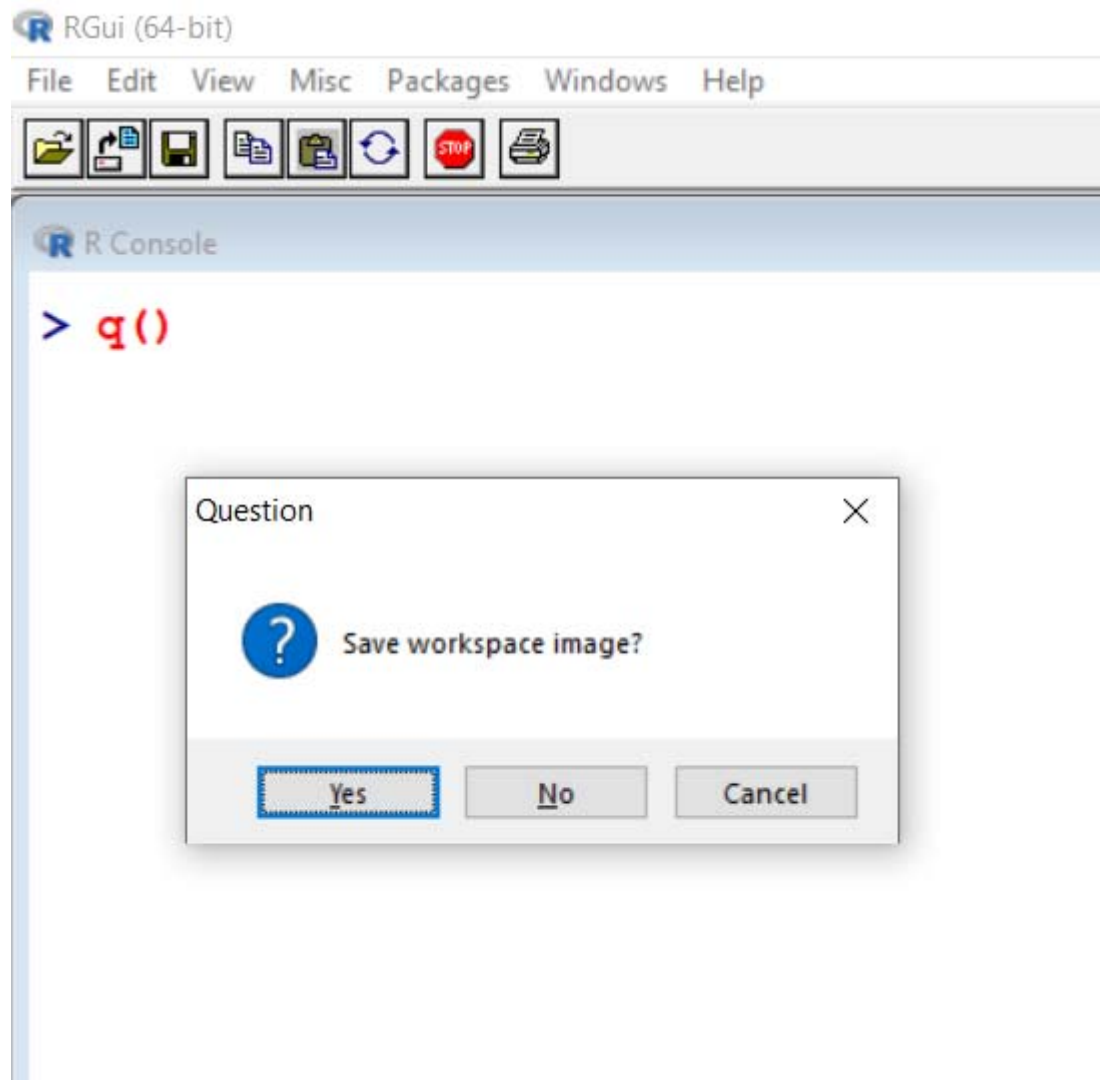 RGui (64-bit)
File Edit View Misc Packages Windows Help
STOP
R Console
> q()
Question
?
Save workspace image?
Yes No Cancel